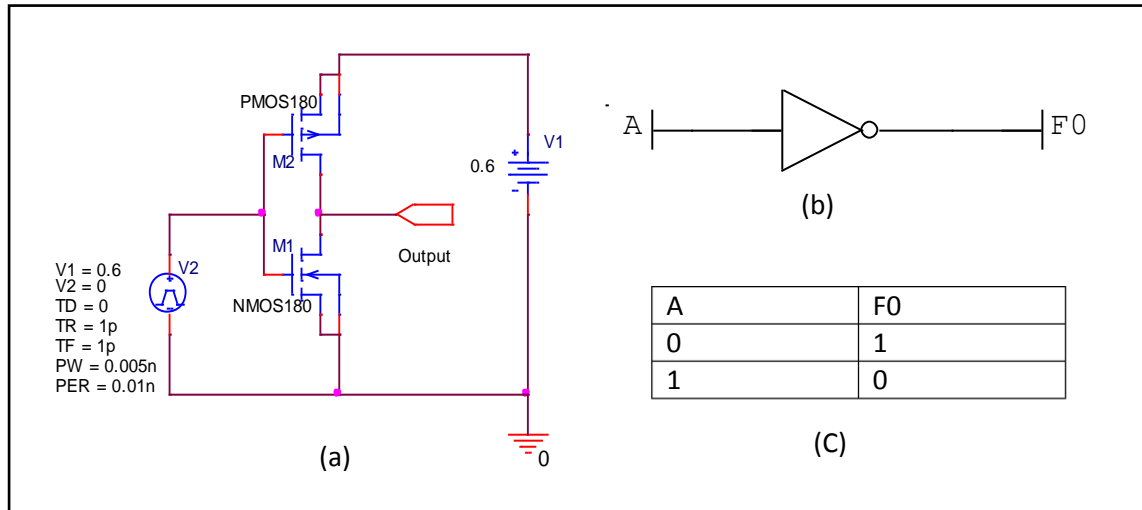 PMOS180
M2
V1
0.6
+
-
M1
Output
NMOS180
V1 = 0.6
V2 = 0
TD = 0
TR = 1p
TF = 1p
PW = 0.005n
PER = 0.01n
V2
+
-
0
(a)
A
F0
(b)
A F0
0 1
1 0
(C)